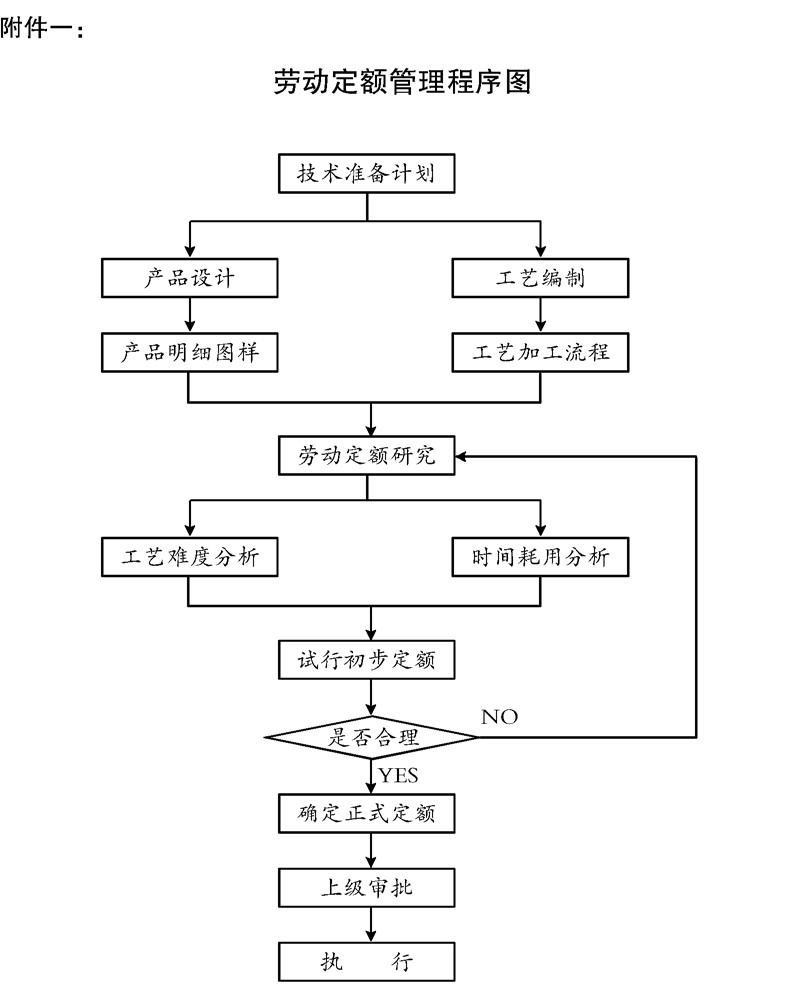 附件一：
劳动定额管理程序图
技术准备计划
产品设计
工艺编制
产品明细图样
工艺加工流程
劳动定额研究
工艺难度分析
时间耗用分析
试行初步定额
NO
是否合理
YES
确定正式定额
上级审批
执 行